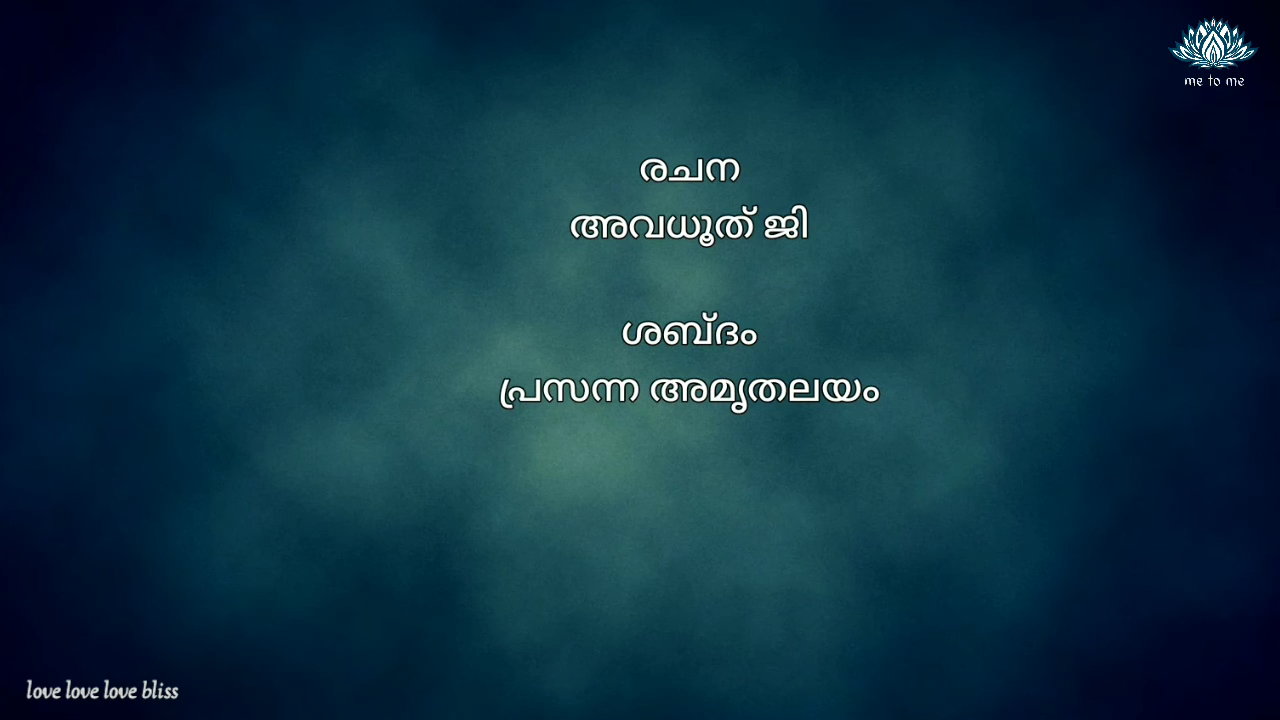 me to me
രചന
അവധൂത് ജി
ശബ്ദം
പ്രസന്ന അമൃതലയം
love love love bliss